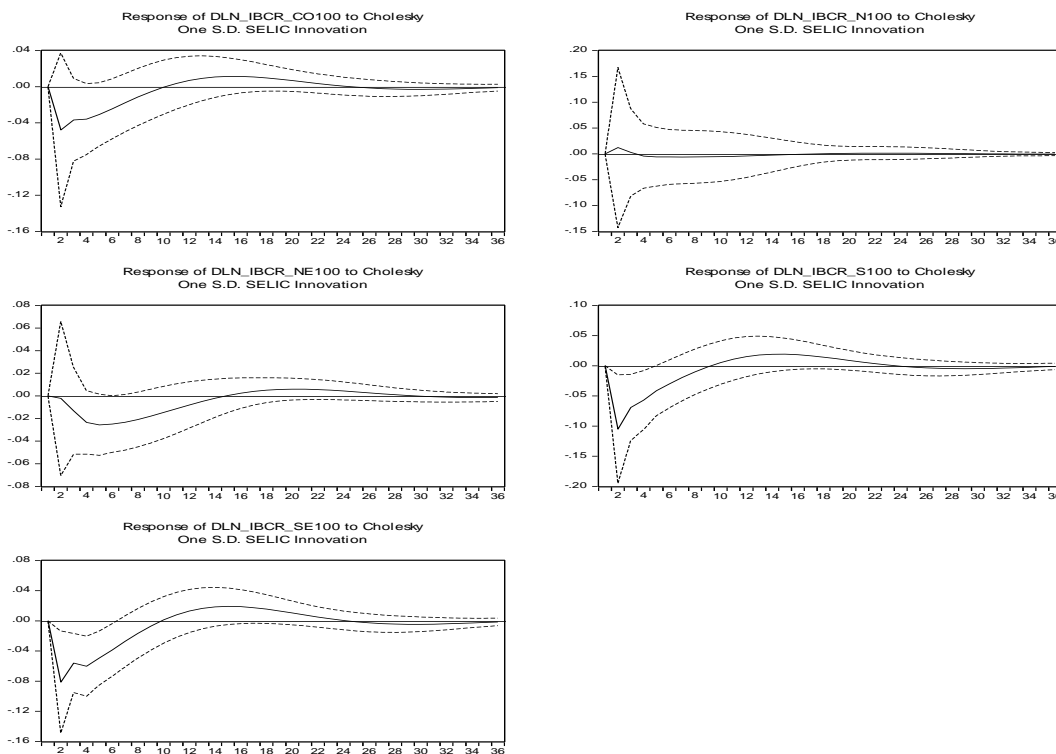 Response of DLN_IBCR_CO100 to Cholesky
One S.D. SELIC Innovation
.04
.00
-.04
-.08
-.12
-.16
2 4 6 8 10 12 14 16 18 20 22 24 26 28 30 32 34 36
Response of DLN_IBCR_N100 to Cholesky
One S.D. SELIC Innovation
.20
.15
.10
.05
.00
-.05
-.10
-.15
2 4 6 8 10 12 14 16 18 20 22 24 26 28 30 32 34 36
Response of DLN_IBCR_NE100 to Cholesky
One S.D. SELIC Innovation
.08
.06
.04
.02
.00
-.02
-.04
-.06
-.08
2 4 6 8 10 12 14 16 18 20 22 24 26 28 30 32 34 36
Response of DLN_IBCR_S100 to Cholesky
One S.D. SELIC Innovation
.10
.05
.00
-.05
-.10
-.15
-.20
2 4 6 8 10 12 14 16 18 20 22 24 26 28 30 32 34 36
Response of DLN_IBCR_SE100 to Cholesky
One S.D. SELIC Innovation
.08
.04
.00
-.04
-.08
-.12
-.16
2 4 6 8 10 12 14 16 18 20 22 24 26 28 30 32 34 36